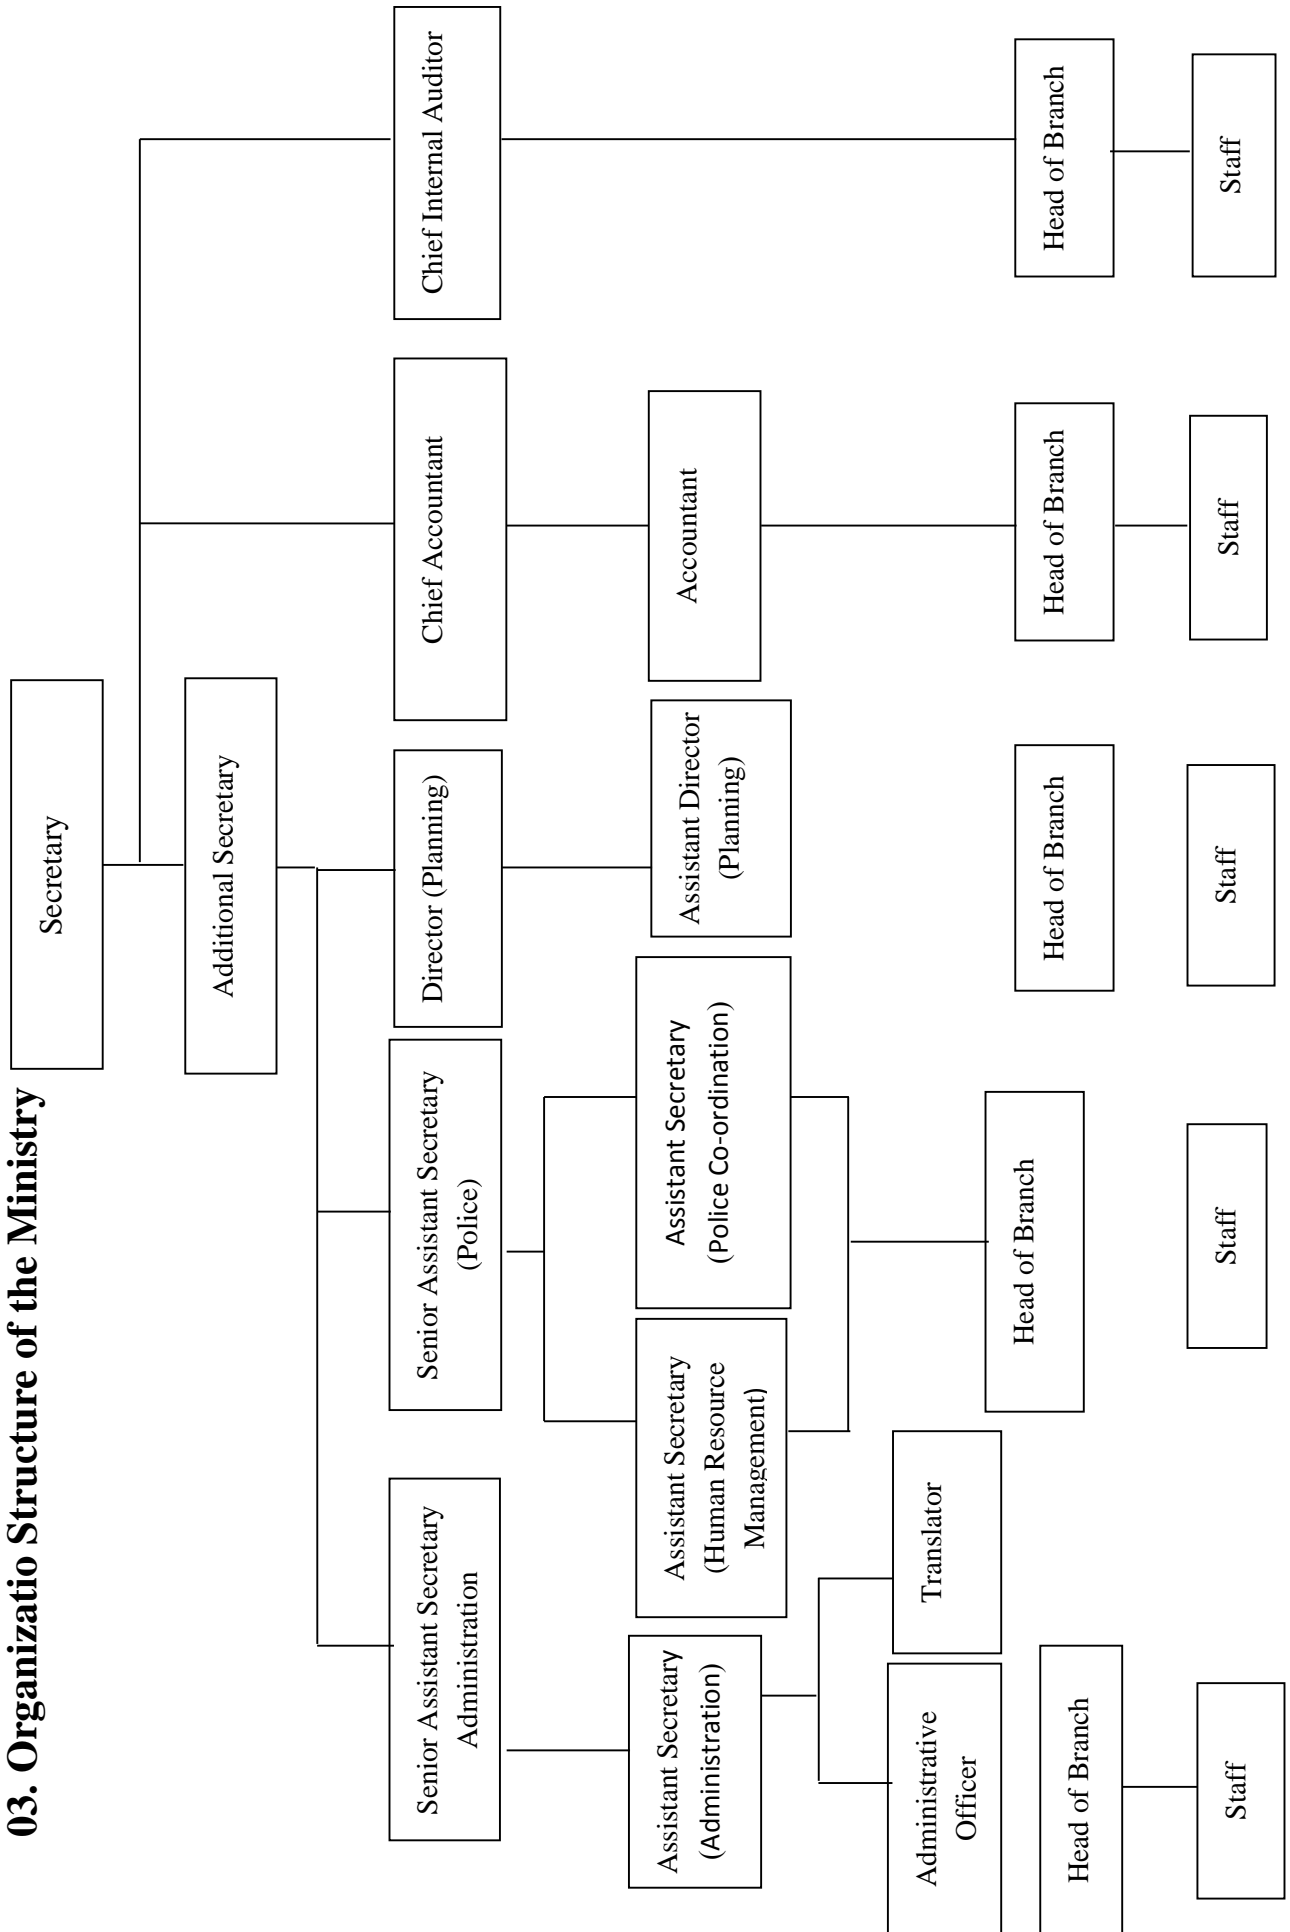 03. Organizatio Structure of the Ministry
Secretary
Additional Secretary
Senior Assistant Secretary
Administration
Senior Assistant Secretary
(Police)
Director (Planning)
Chief Accountant
Chief Internal Auditor
Assistant Secretary
(Administration)
Assistant Secretary
(Human Resource
Management)
Assistant Secretary
(Police Co-ordination)
Assistant Director
(Planning)
Accountant
Administrative
Officer
Translator
Head of Branch
Head of Branch
Head of Branch
Head of Branch
Head of Branch
Staff
Staff
Staff
Staff
Staff